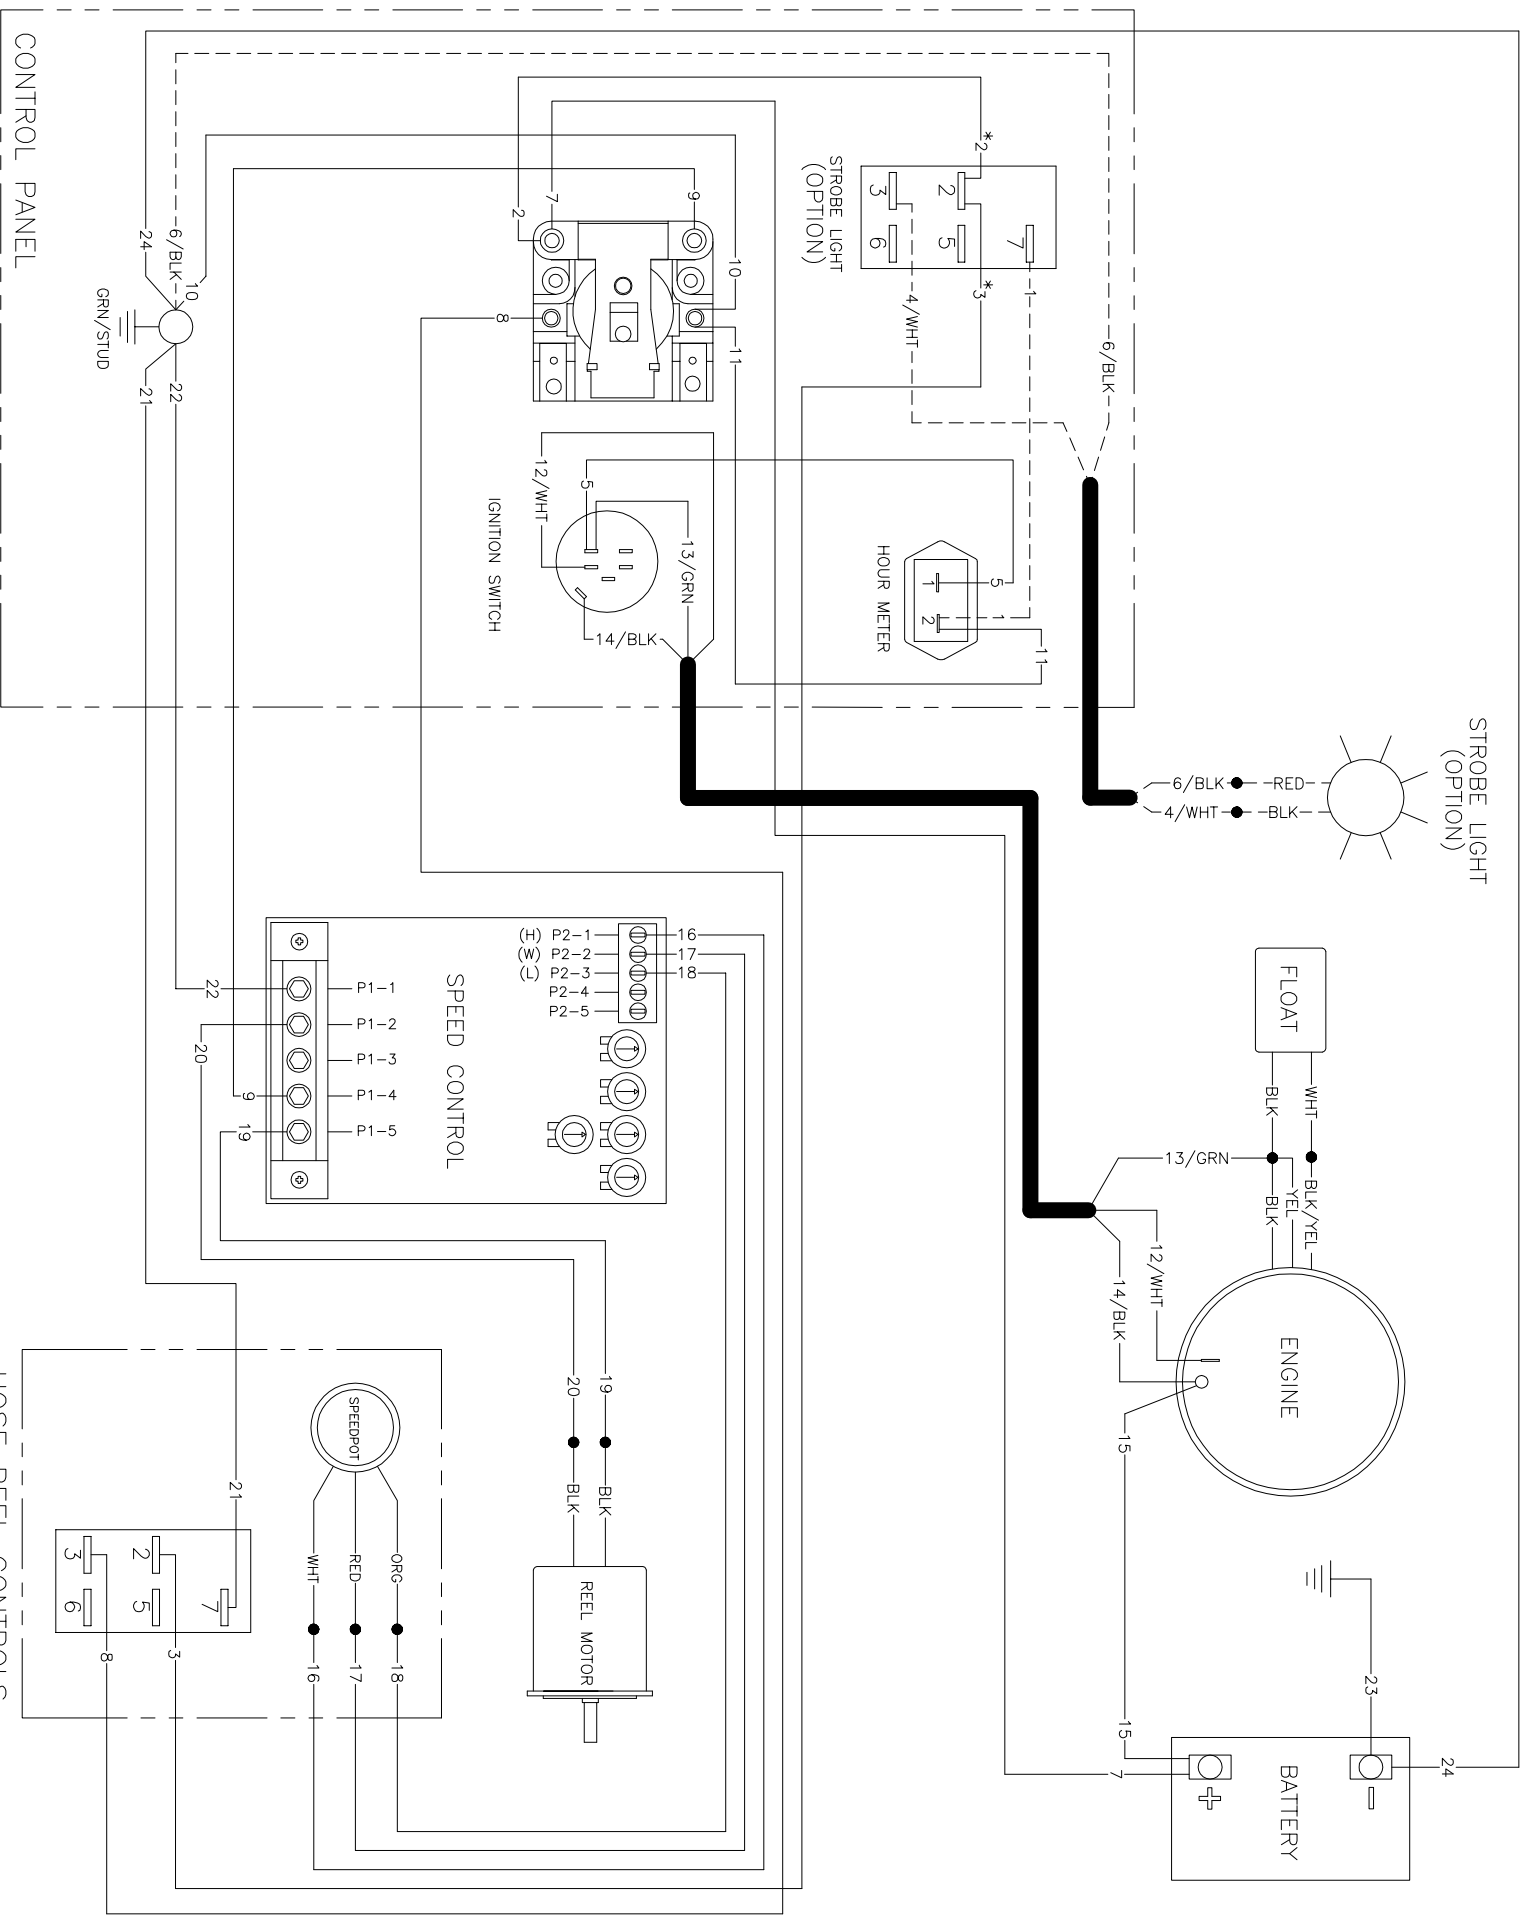 CONTROL PANEL
24
6/BLK
10
GRN/STUD
22
21
*2
STROBE LIGHT
(OPTION)
2
3
7
5
6
*3
1
4/WHT
6/BLK
7
2
9
10
8
11
12/WHT
5
13/GRN
IGNITION SWITCH
14/BLK
HOUR METER
1
2
5
1
11
STROBE LIGHT
(OPTION)
6/BLK
RED
4/WHT
BLK
(H) P2-1
(W) P2-2
(L) P2-3
P2-4
P2-5
16
17
18
SPEED CONTROL
P1-1
P1-2
P1-3
P1-4
P1-5
22
20
9
19
FLOAT
BLK
WHT
13/GRN
BLK
YEL
BLK/YEL
12/WHT
14/BLK
ENGINE
15
15
7
23
24
BATTERY
+
-
20
19
BLK
BLK
REEL MOTOR
SPEEDPOT
WHT
RED
ORG
16
17
18
21
3
2
7
6
5
8
3
HOSE REEL CONTROLS